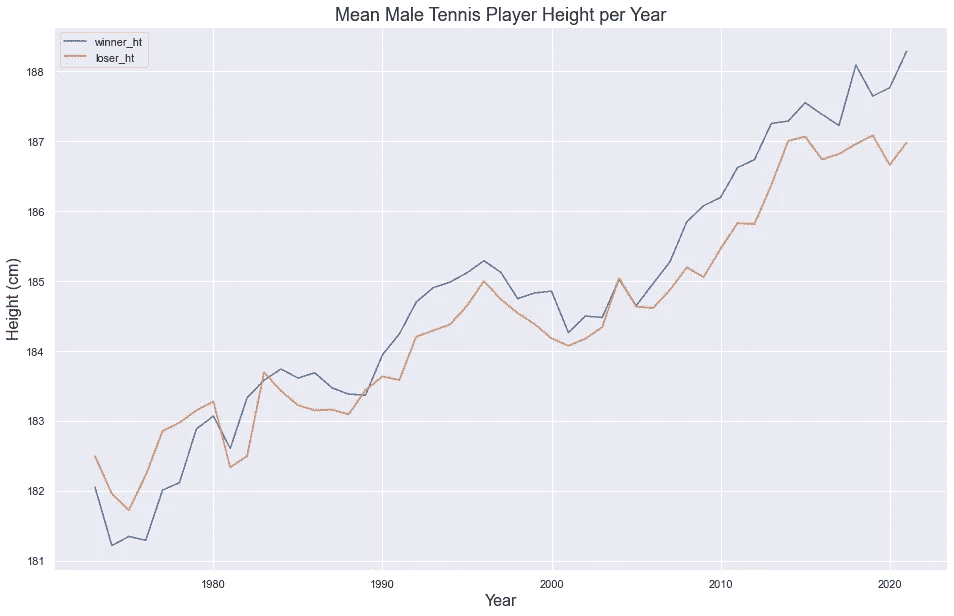 Mean Male Tennis Player Height per Year
winner_ht
loser_ht
188
187
186
185
184
183
182
181
Height (cm)
1980
1990
2000
2010
2020
Year